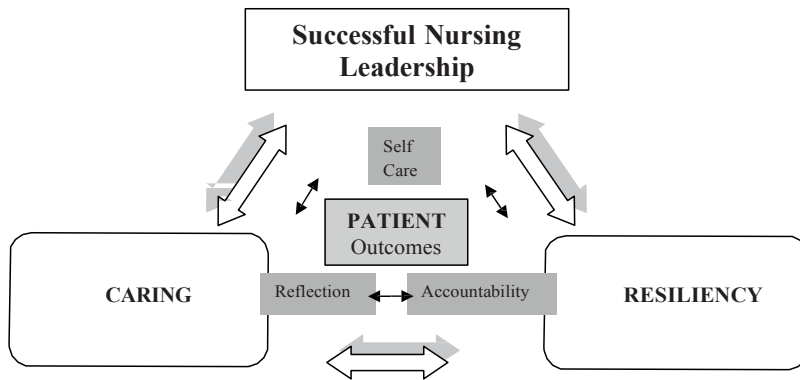 Successful Nursing
Leadership
Self
Care
PATIENT
Outcomes
CARING
Reflection
Accountability
RESILIENCY